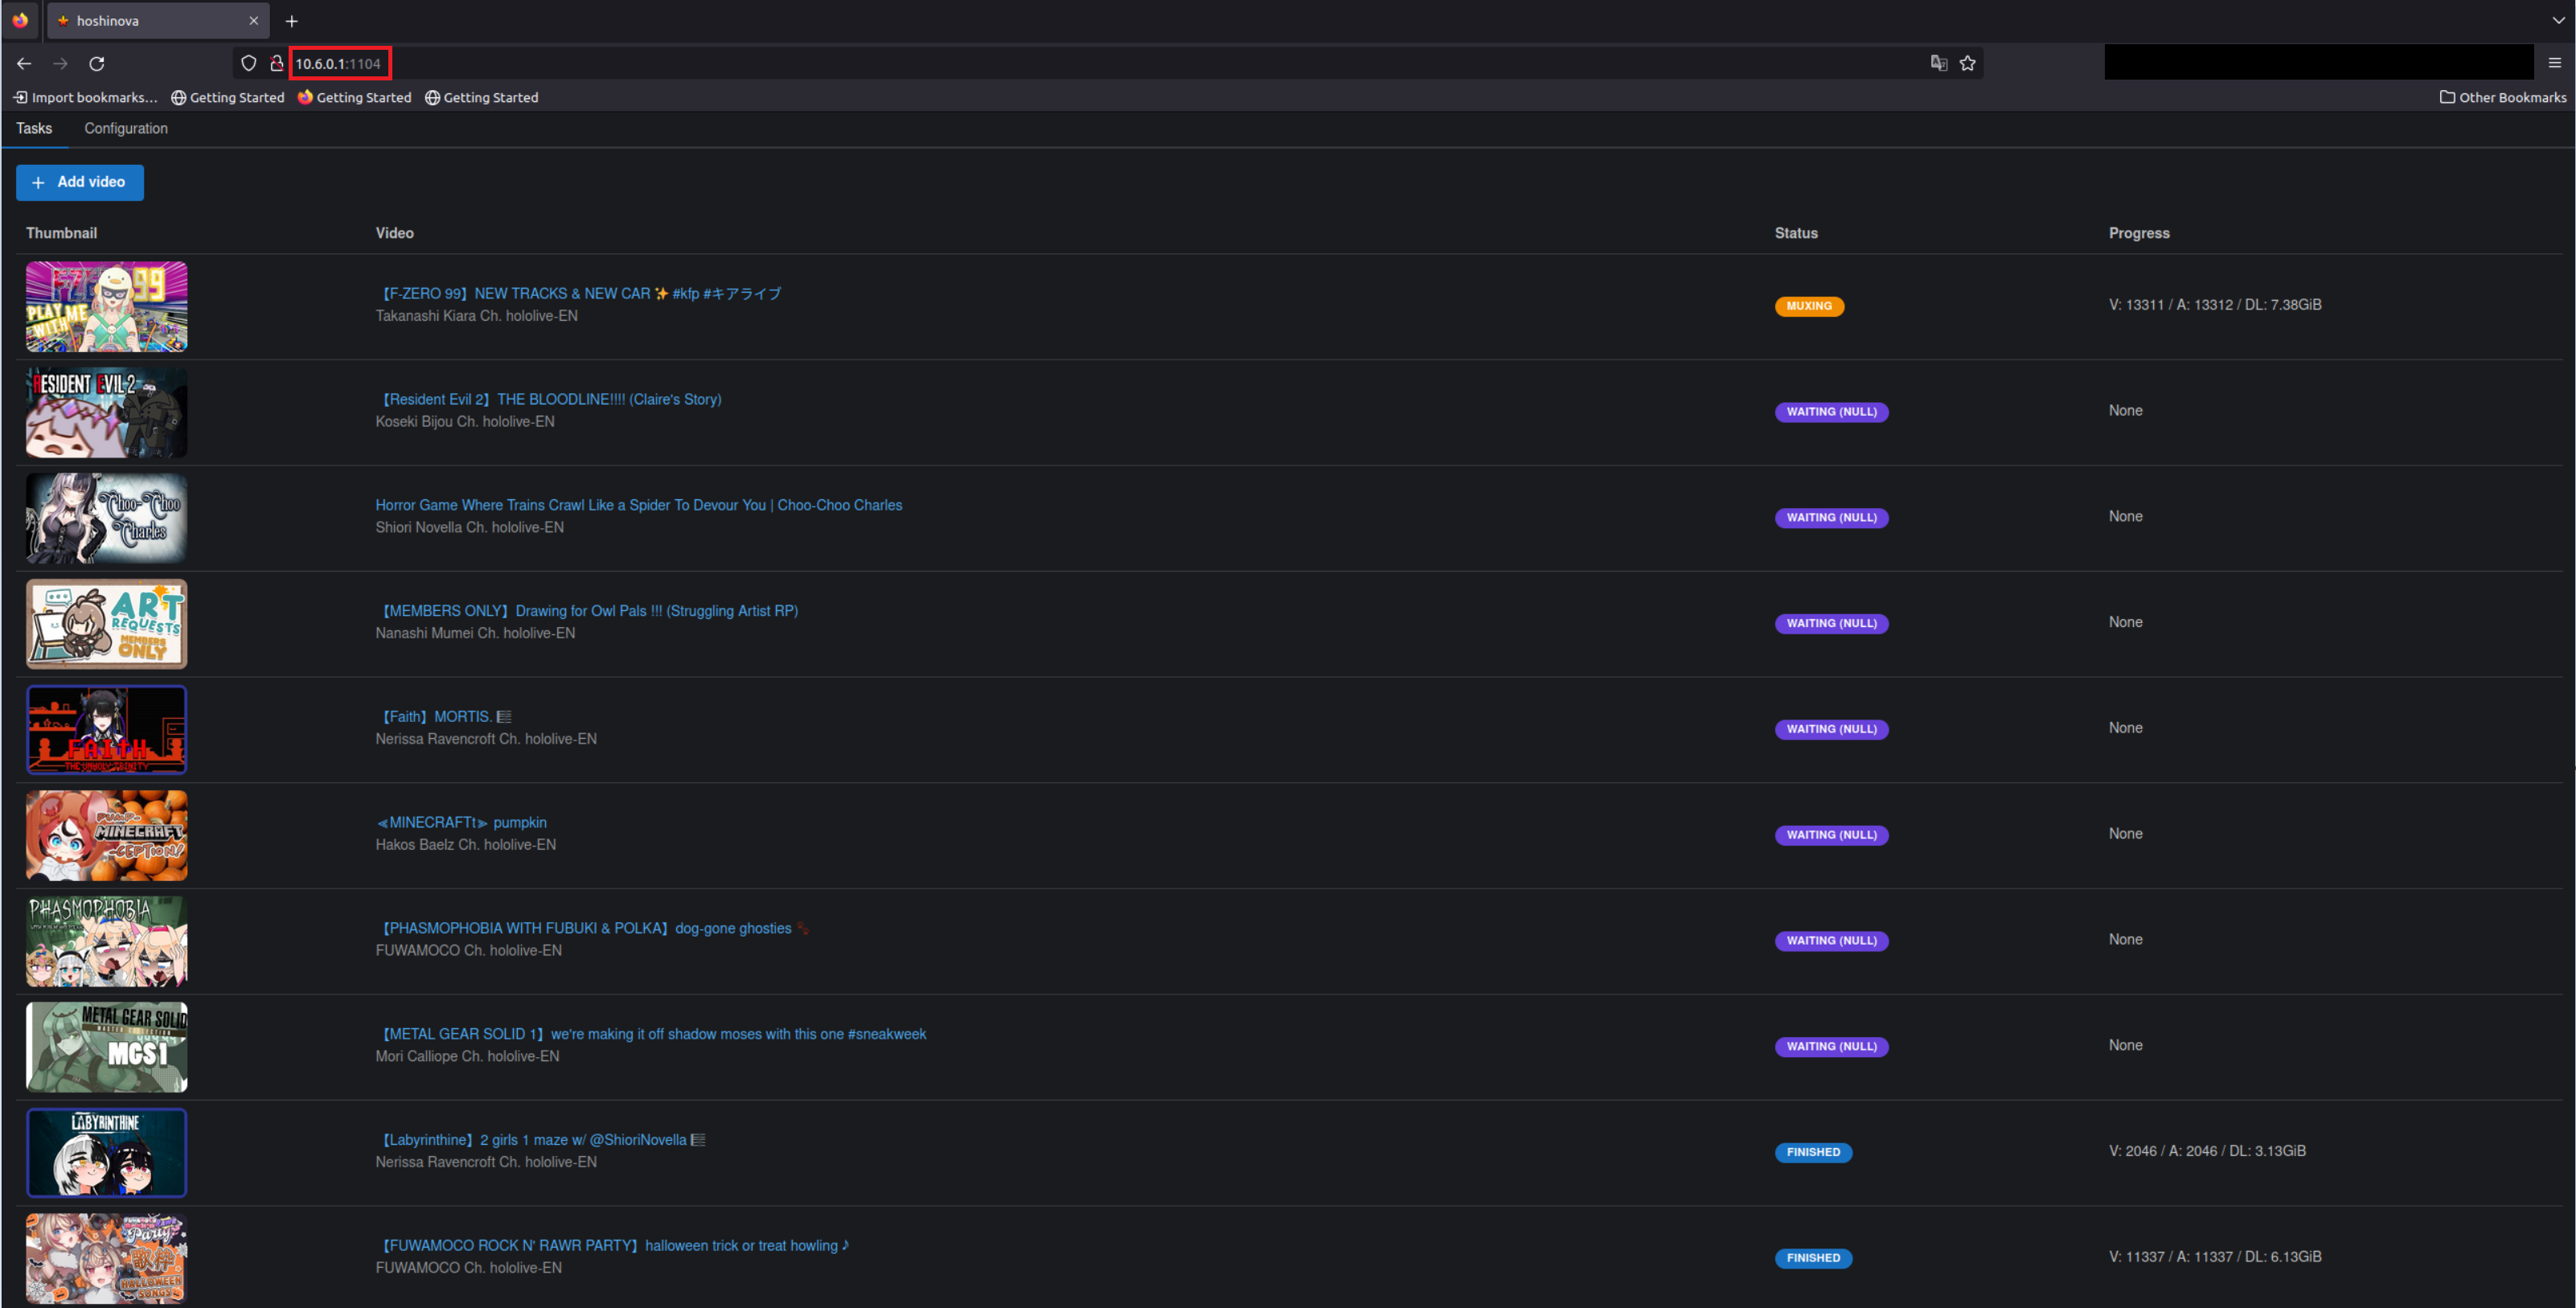 hoshinova
10.6.0.1:1104
Import bookmarks... Getting Started Getting Started Getting Started Other Bookmarks
Tasks Configuration
+ Add video
Thumbnail Video Status Progress
F-ZERO 99
PLAY ME WITH
【F-ZERO 99】NEW TRACKS & NEW CAR ✨ #kfp #キアライブ
Takanashi Kiara Ch. hololive-EN
MUXING
V: 13311 / A: 13312 / DL: 7.38GiB
RESIDENT EVIL 2
【Resident Evil 2】THE BLOODLINE!!!! (Claire's Story)
Koseki Bijou Ch. hololive-EN
WAITING (NULL)
None
Choo-Choo
Charles
Horror Game Where Trains Crawl Like a Spider To Devour You | Choo-Choo Charles
Shiori Novella Ch. hololive-EN
WAITING (NULL)
None
ART
REQUESTS
MEMBERS
ONLY
【MEMBERS ONLY】Drawing for Owl Pals !!! (Struggling Artist RP)
Nanashi Mumei Ch. hololive-EN
WAITING (NULL)
None
FAITH
THE UNHOLY TRINITY
【Faith】MORTIS. 🎼
Nerissa Ravencroft Ch. hololive-EN
WAITING (NULL)
None
PUMP-
MINECRAFT
-CEPTION!
⪡MINECRAFTt⪢ pumpkin
Hakos Baelz Ch. hololive-EN
WAITING (NULL)
None
PHASMOPHOBIA
【PHASMOPHOBIA WITH FUBUKI & POLKA】dog-gone ghosties 🐾
FUWAMOCO Ch. hololive-EN
WAITING (NULL)
None
METAL GEAR SOLID
MASTER COLLECTION
MGS1
【METAL GEAR SOLID 1】we're making it off shadow moses with this one #sneakweek
Mori Calliope Ch. hololive-EN
WAITING (NULL)
None
LABYRINTHINE
【Labyrinthine】2 girls 1 maze w/ @ShioriNovella 🎼
Nerissa Ravencroft Ch. hololive-EN
FINISHED
V: 2046 / A: 2046 / DL: 3.13GiB
Party
歌枠
HALLOWEEN
SONGS
【FUWAMOCO ROCK N' RAWR PARTY】halloween trick or treat howling ♪
FUWAMOCO Ch. hololive-EN
FINISHED
V: 11337 / A: 11337 / DL: 6.13GiB